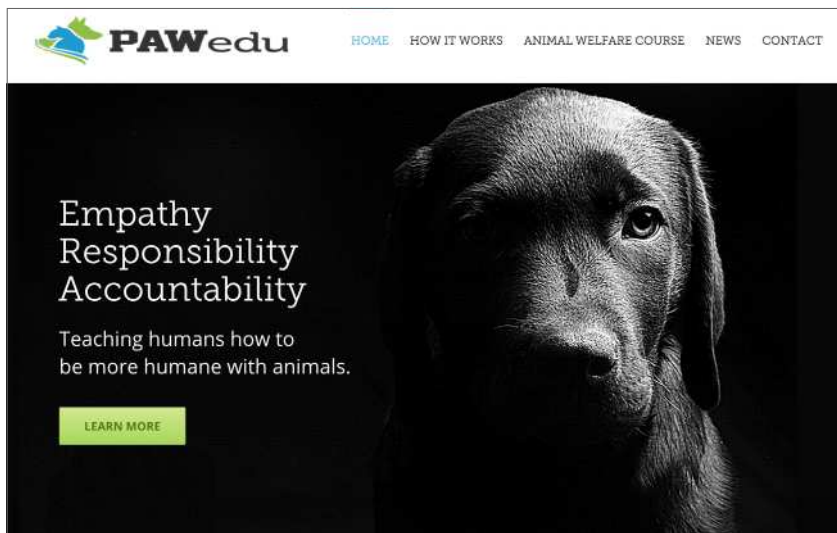 PAWedu
HOME HOW IT WORKS ANIMAL WELFARE COURSE NEWS CONTACT
Empathy
Responsibility
Accountability
Teaching humans how to
be more humane with animals.
LEARN MORE